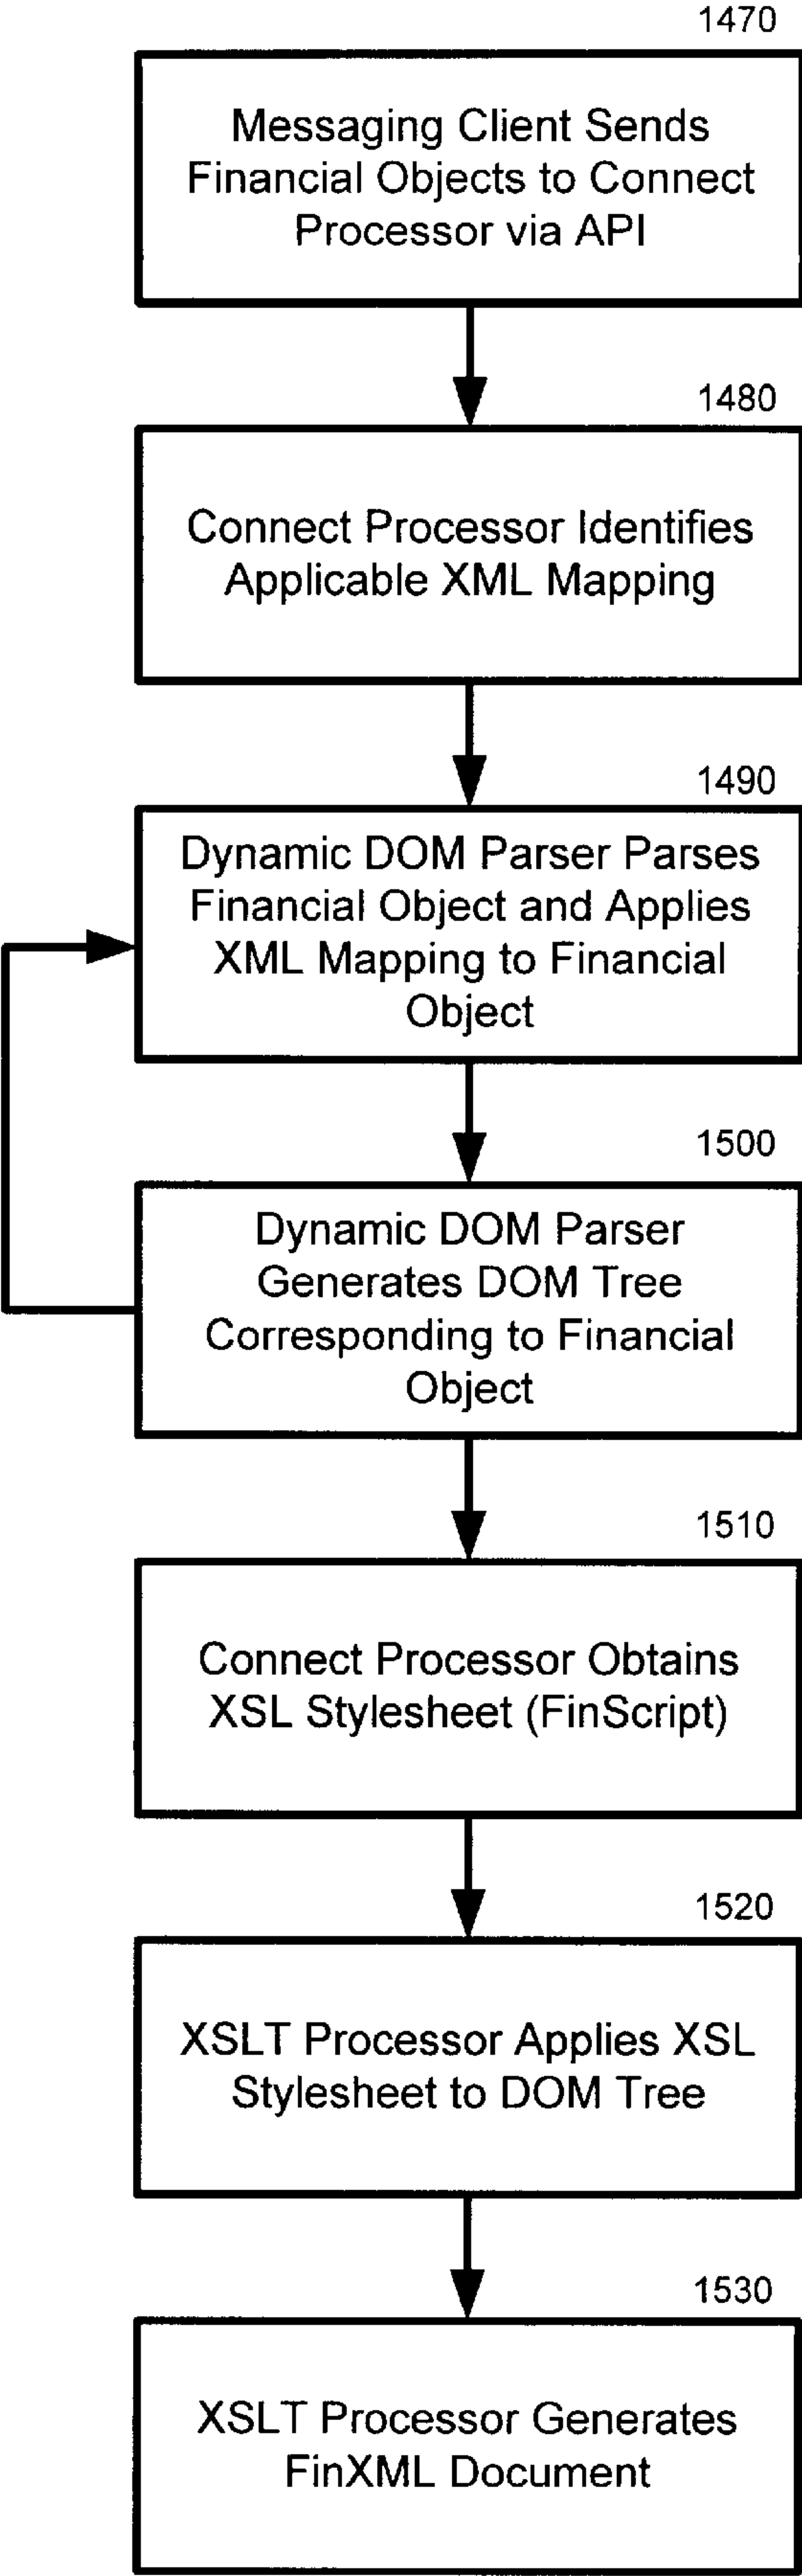 1470
Messaging Client Sends
Financial Objects to Connect
Processor via API
1480
Connect Processor Identifies
Applicable XML Mapping
1490
Dynamic DOM Parser Parses
Financial Object and Applies
XML Mapping to Financial
Object
1500
Dynamic DOM Parser
Generates DOM Tree
Corresponding to Financial
Object
1510
Connect Processor Obtains
XSL Stylesheet (FinScript)
1520
XSLT Processor Applies XSL
Stylesheet to DOM Tree
1530
XSLT Processor Generates
FinXML Document